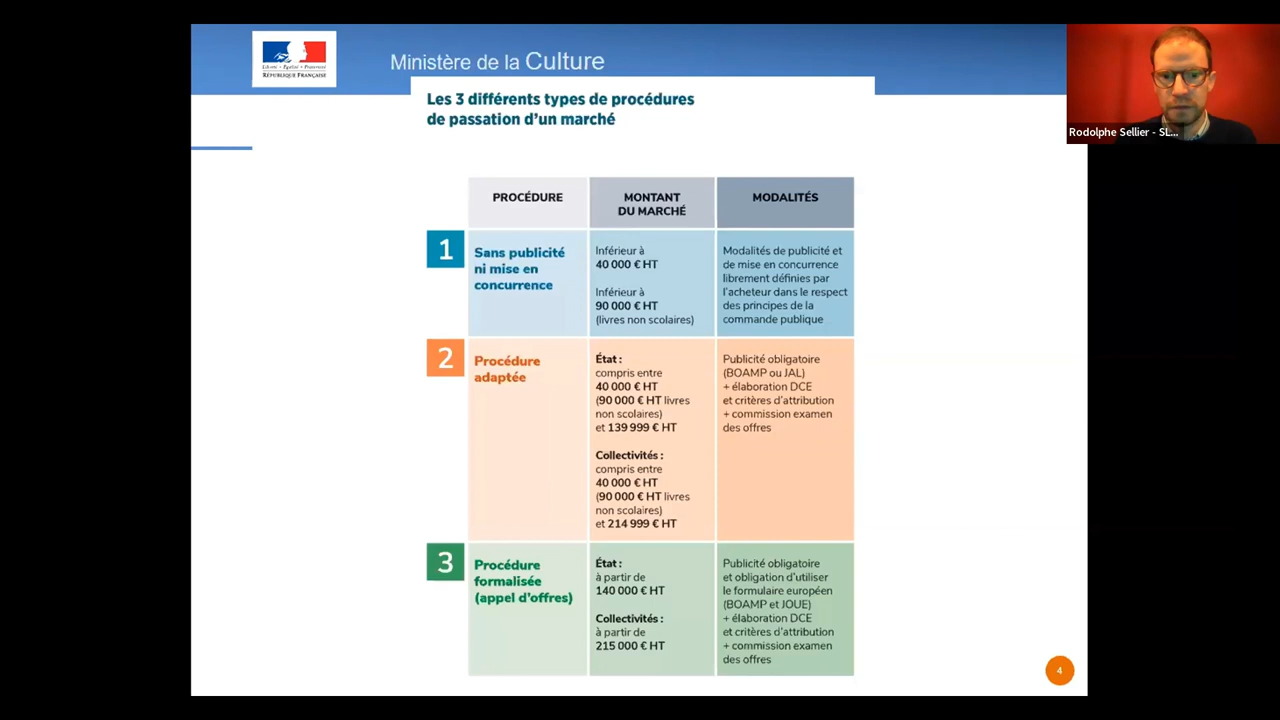 Liberté • Égalité • Fraternité
RÉPUBLIQUE FRANÇAISE
Ministère de la Culture
Les 3 différents types de procédures
de passation d'un marché
Rodolphe Sellier - SL...
PROCÉDURE
MONTANT
DU MARCHÉ
MODALITÉS
1
Sans publicité
ni mise en
concurrence
Inférieur à
40 000 € HT
Inférieur à
90 000 € HT
(livres non scolaires)
Modalités de publicité et
de mise en concurrence
librement définies par
l'acheteur dans le respect
des principes de la
commande publique
2
Procédure
adaptée
État :
compris entre
40 000 € HT
(90 000 € HT livres
non scolaires)
et 139 999 € HT
Collectivités :
compris entre
40 000 € HT
(90 000 € HT livres
non scolaires)
et 214 999 € HT
Publicité obligatoire
(BOAMP ou JAL)
+ élaboration DCE
et critères d'attribution
+ commission examen
des offres
3
Procédure
formalisée
(appel d'offres)
État :
à partir de
140 000 € HT
Collectivités :
à partir de
215 000 € HT
Publicité obligatoire
et obligation d'utiliser
le formulaire européen
(BOAMP et JOUE)
+ élaboration DCE
et critères d'attribution
+ commission examen
des offres
4